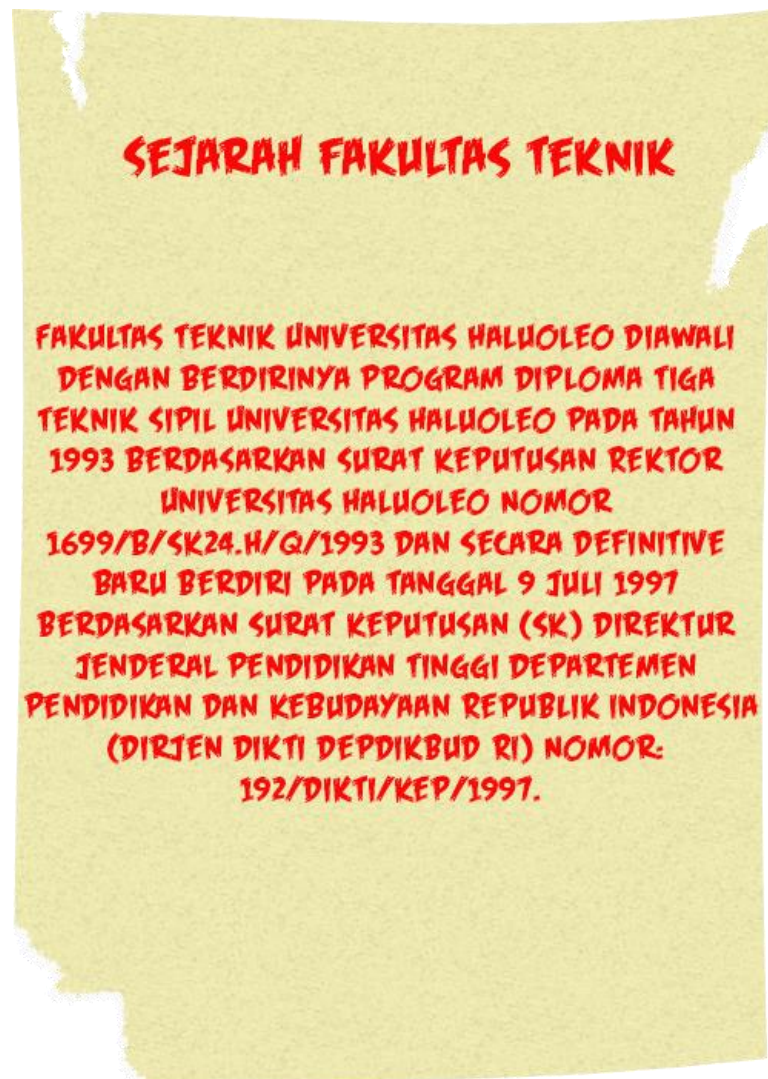 SEJARAH FAKULTAS TEKNIK
FAKULTAS TEKNIK UNIVERSITAS HALUOLEO DIAWALI
DENGAN BERDIRINYA PROGRAM DIPLOMA TIGA
TEKNIK SIPIL UNIVERSITAS HALUOLEO PADA TAHUN
1993 BERDASARKAN SURAT KEPUTUSAN REKTOR
UNIVERSITAS HALUOLEO NOMOR
1699/B/SK24.H/Q/1993 DAN SECARA DEFINITIVE
BARU BERDIRI PADA TANGGAL 9 JULI 1997
BERDASARKAN SURAT KEPUTUSAN (SK) DIREKTUR
JENDERAL PENDIDIKAN TINGGI DEPARTEMEN
PENDIDIKAN DAN KEBUDAYAAN REPUBLIK INDONESIA
(DIRJEN DIKTI DEPDIKBUD RI) NOMOR:
192/DIKTI/KEP/1997.